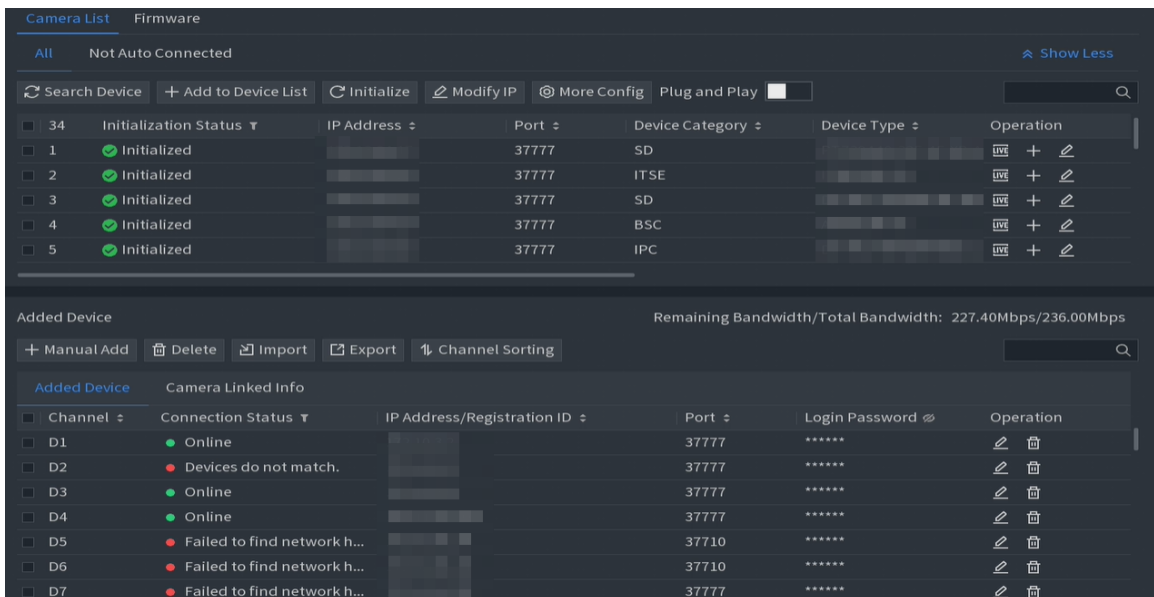 Camera List Firmware
All Not Auto Connected Show Less
Search Device Add to Device List Initialize Modify IP More Config Plug and Play
34 Initialization Status IP Address Port Device Category Device Type Operation
1 Initialized 37777 SD LIVE
2 Initialized 37777 ITSE LIVE
3 Initialized 37777 SD LIVE
4 Initialized 37777 BSC LIVE
5 Initialized 37777 IPC LIVE
Added Device Remaining Bandwidth/Total Bandwidth: 227.40Mbps/236.00Mbps
Manual Add Delete Import Export Channel Sorting
Added Device Camera Linked Info
Channel Connection Status IP Address/Registration ID Port Login Password Operation
D1 Online 37777 ******
D2 Devices do not match. 37777 ******
D3 Online 37777 ******
D4 Online 37777 ******
D5 Failed to find network h... 37710 ******
D6 Failed to find network h... 37710 ******
D7 Failed to find network h... 37777 ******